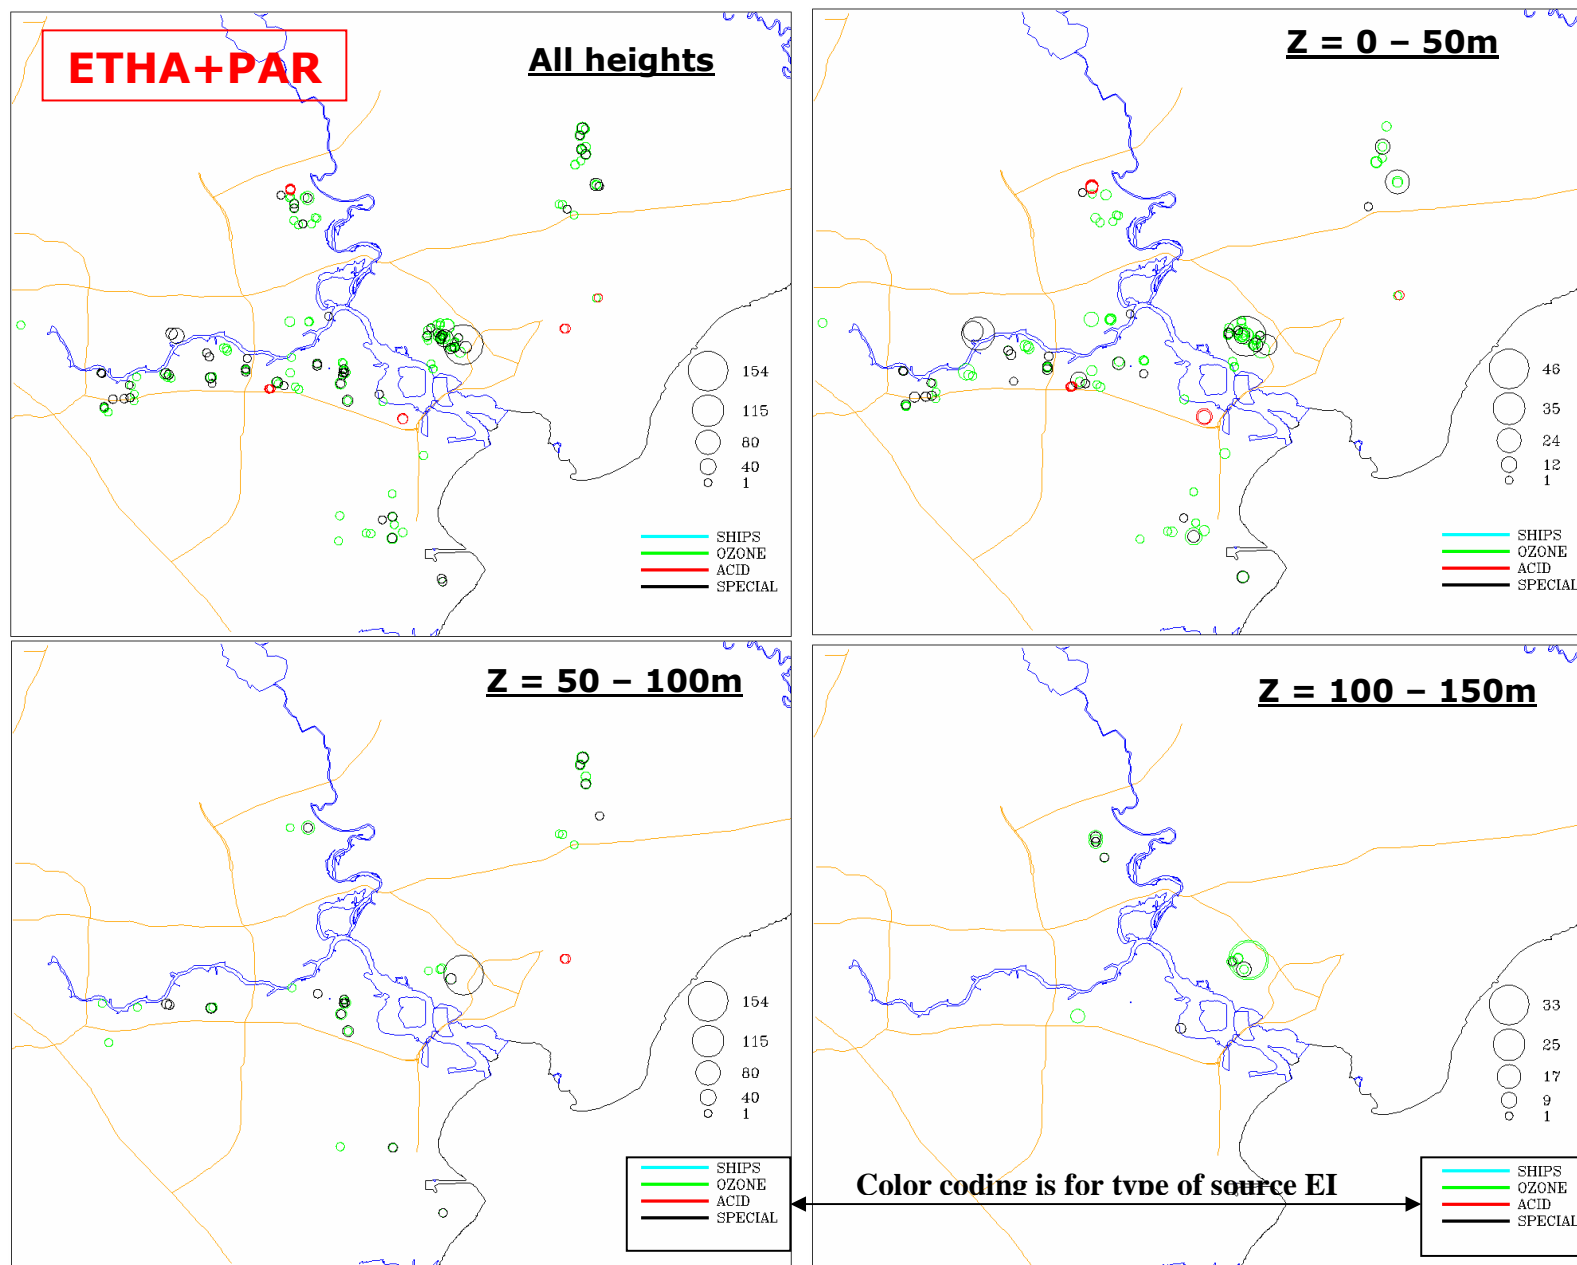 ETHA+PAR
All heights
154
115
80
40
1
SHIPS
OZONE
ACID
SPECIAL
Z = 0 – 50m
46
35
24
12
1
SHIPS
OZONE
ACID
SPECIAL
Z = 50 – 100m
154
115
80
40
1
SHIPS
OZONE
ACID
SPECIAL
Z = 100 – 150m
33
25
17
9
1
SHIPS
OZONE
ACID
SPECIAL
Color coding is for type of source EI